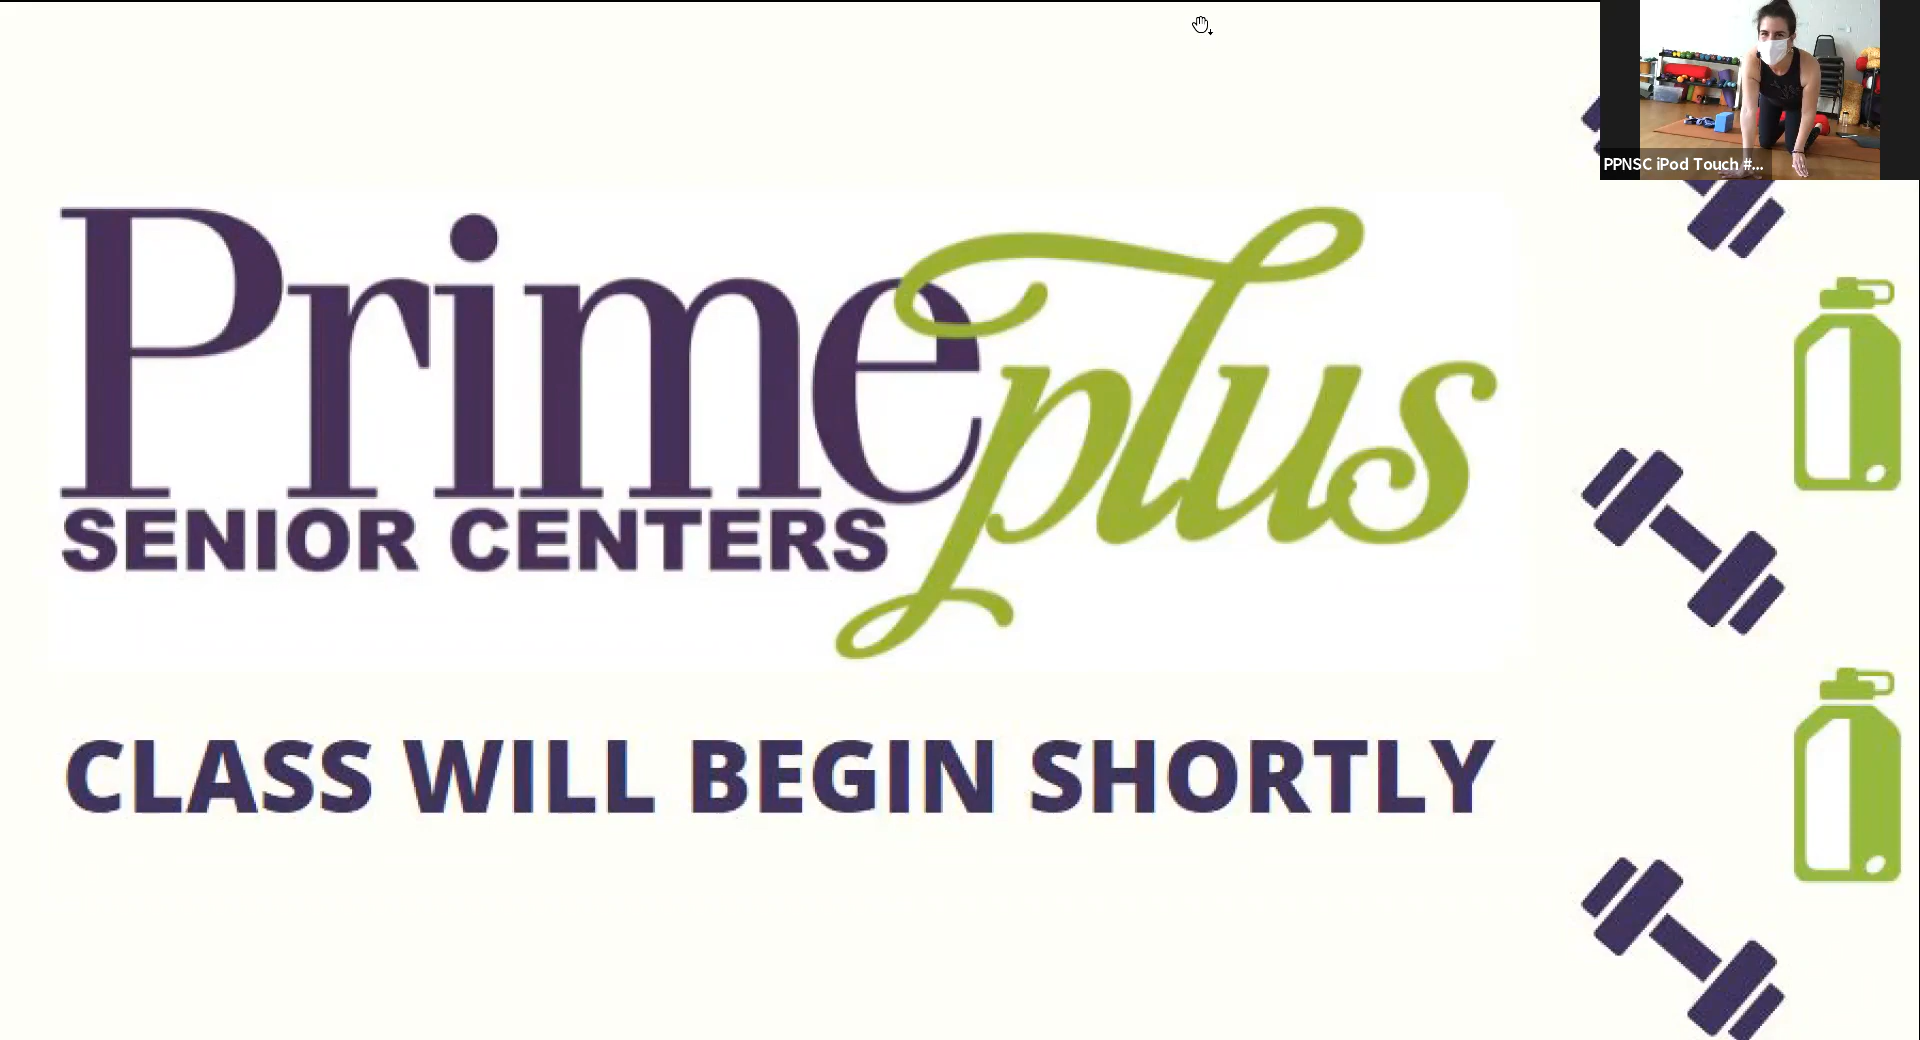 PPNSC iPod Touch #...
Prime plus
SENIOR CENTERS
CLASS WILL BEGIN SHORTLY